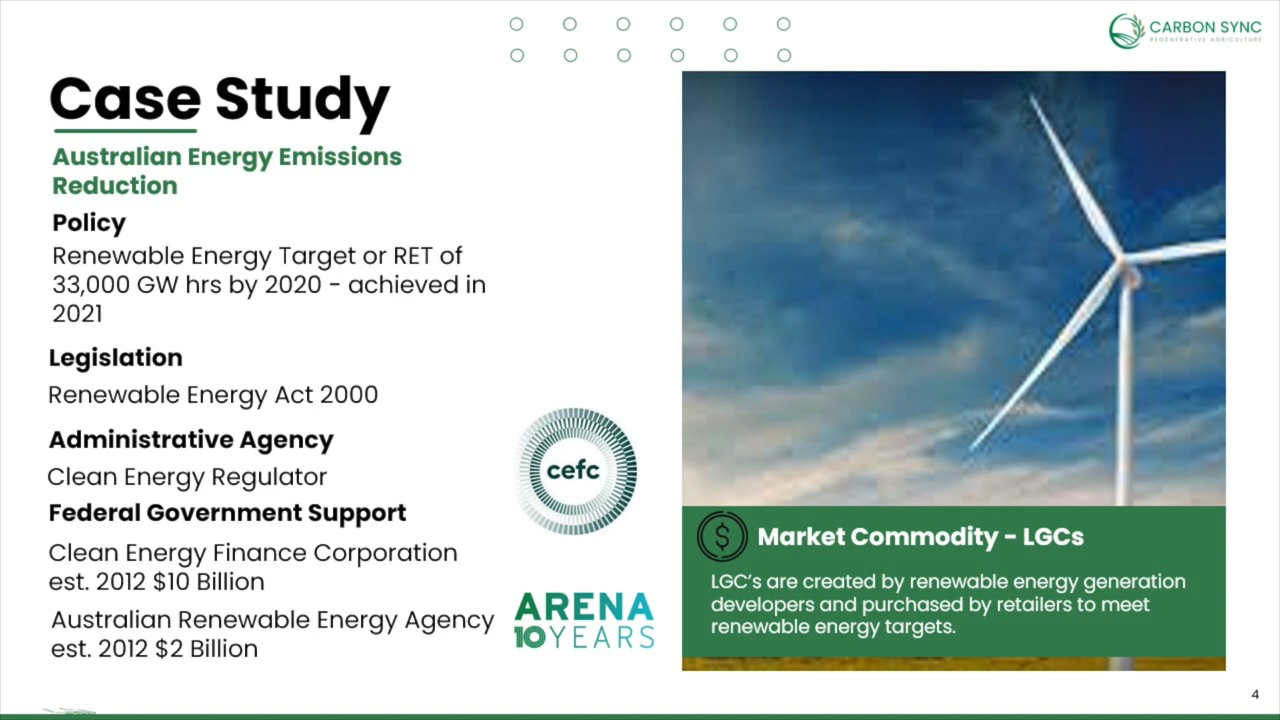 CARBON SYNC
REGENERATIVE AGRICULTURE
Case Study
Australian Energy Emissions
Reduction
Policy
Renewable Energy Target or RET of
33,000 GW hrs by 2020 - achieved in
2021
Legislation
Renewable Energy Act 2000
Administrative Agency
Clean Energy Regulator
Federal Government Support
Clean Energy Finance Corporation
est. 2012 $10 Billion
Australian Renewable Energy Agency
est. 2012 $2 Billion
cefc
ARENA
10 YEARS
$
Market Commodity - LGCs
LGC's are created by renewable energy generation
developers and purchased by retailers to meet
renewable energy targets.
4